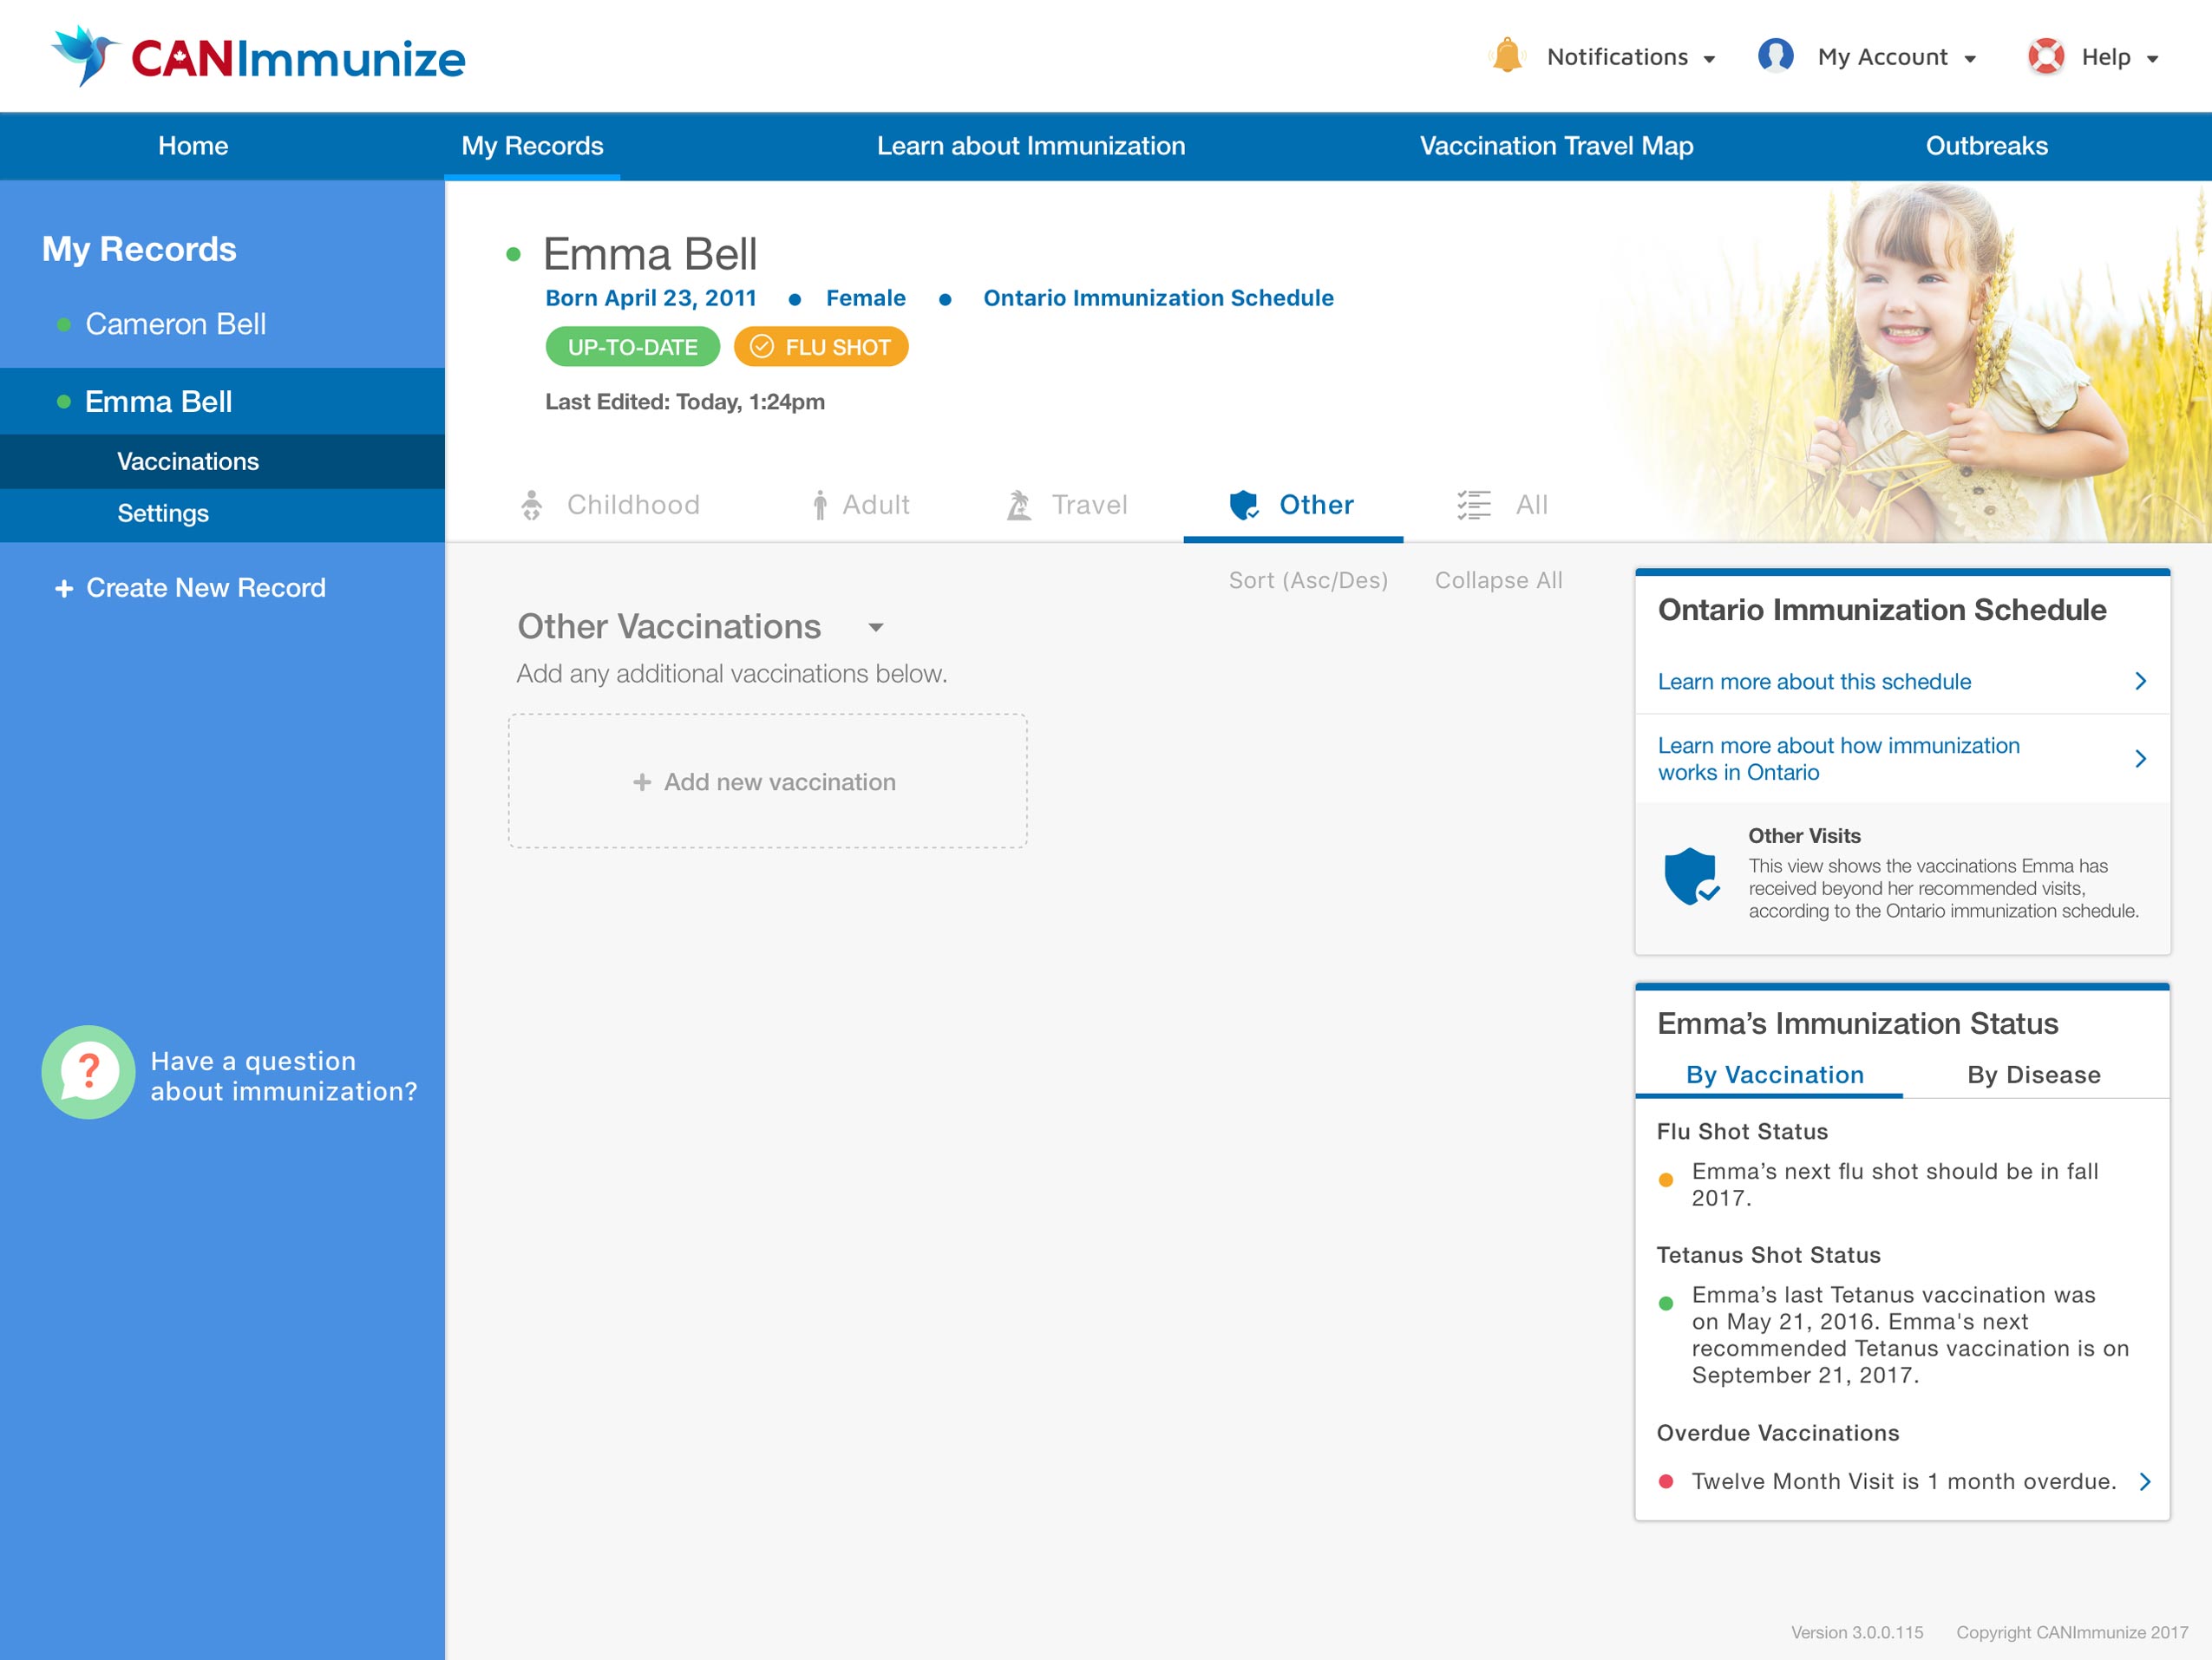 CANImmunize
Notifications
My Account
Help
Home
My Records
Learn about Immunization
Vaccination Travel Map
Outbreaks
My Records
Cameron Bell
Emma Bell
Vaccinations
Settings
+ Create New Record
Have a question
about immunization?
Emma Bell
Born April 23, 2011 • Female • Ontario Immunization Schedule
UP-TO-DATE
FLU SHOT
Last Edited: Today, 1:24pm
Childhood
Adult
Travel
Other
All
Sort (Asc/Des)
Collapse All
Other Vaccinations
Add any additional vaccinations below.
+ Add new vaccination
Ontario Immunization Schedule
Learn more about this schedule
Learn more about how immunization
works in Ontario
Other Visits
This view shows the vaccinations Emma has
received beyond her recommended visits,
according to the Ontario immunization schedule.
Emma’s Immunization Status
By Vaccination
By Disease
Flu Shot Status
Emma’s next flu shot should be in fall
2017.
Tetanus Shot Status
Emma’s last Tetanus vaccination was
on May 21, 2016. Emma's next
recommended Tetanus vaccination is on
September 21, 2017.
Overdue Vaccinations
Twelve Month Visit is 1 month overdue.
Version 3.0.0.115
Copyright CANImmunize 2017